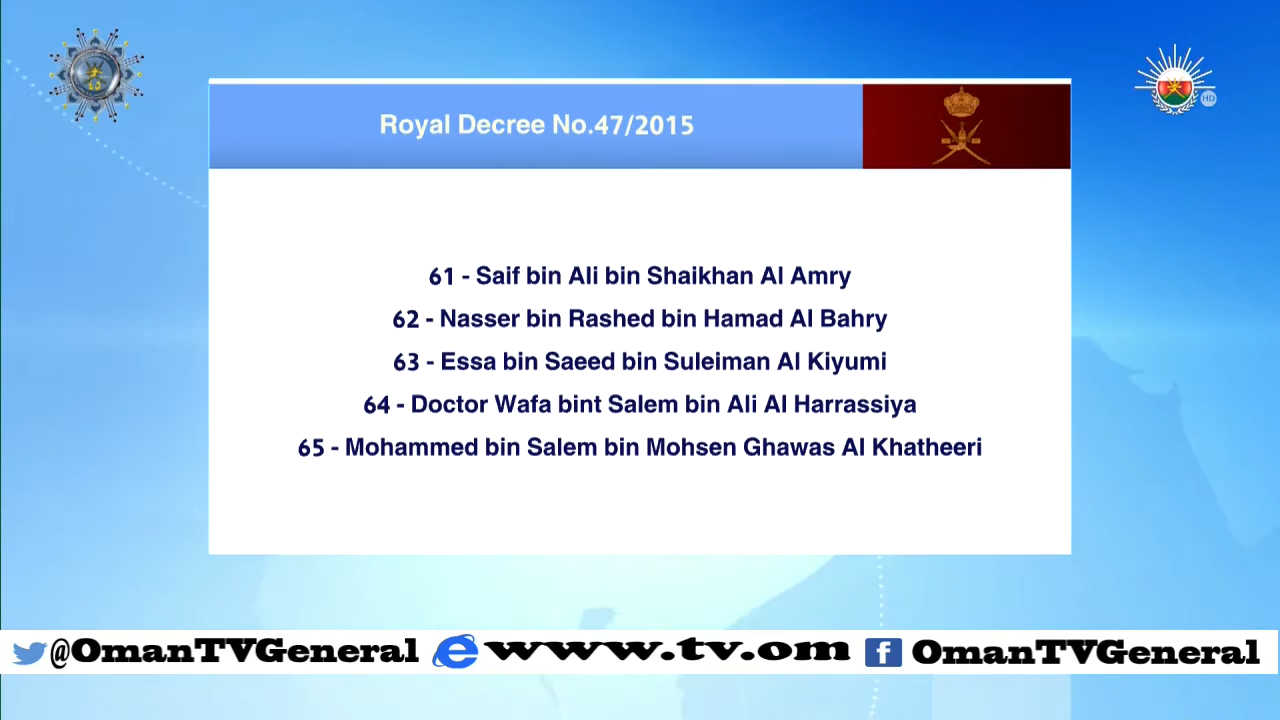 HD
Royal Decree No.47/2015
61 - Saif bin Ali bin Shaikhan Al Amry
62 - Nasser bin Rashed bin Hamad Al Bahry
63 - Essa bin Saeed bin Suleiman Al Kiyumi
64 - Doctor Wafa bint Salem bin Ali Al Harrassiya
65 - Mohammed bin Salem bin Mohsen Ghawas Al Khatheeri
@OmanTVGeneral www.tv.om OmanTVGeneral